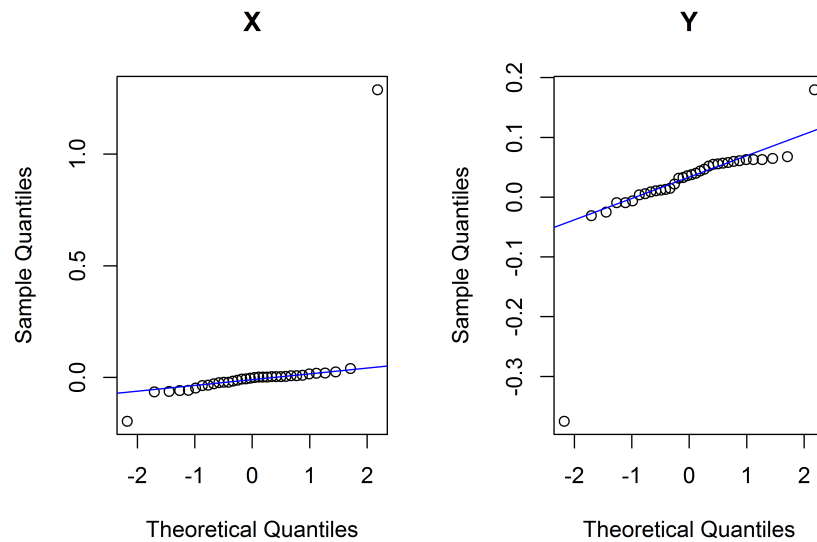 X
Sample Quantiles
1.0
0.5
0.0
-2 -1 0 1 2
Theoretical Quantiles
Y
Sample Quantiles
0.2
0.1
0.0
-0.1
-0.2
-0.3
-2 -1 0 1 2
Theoretical Quantiles